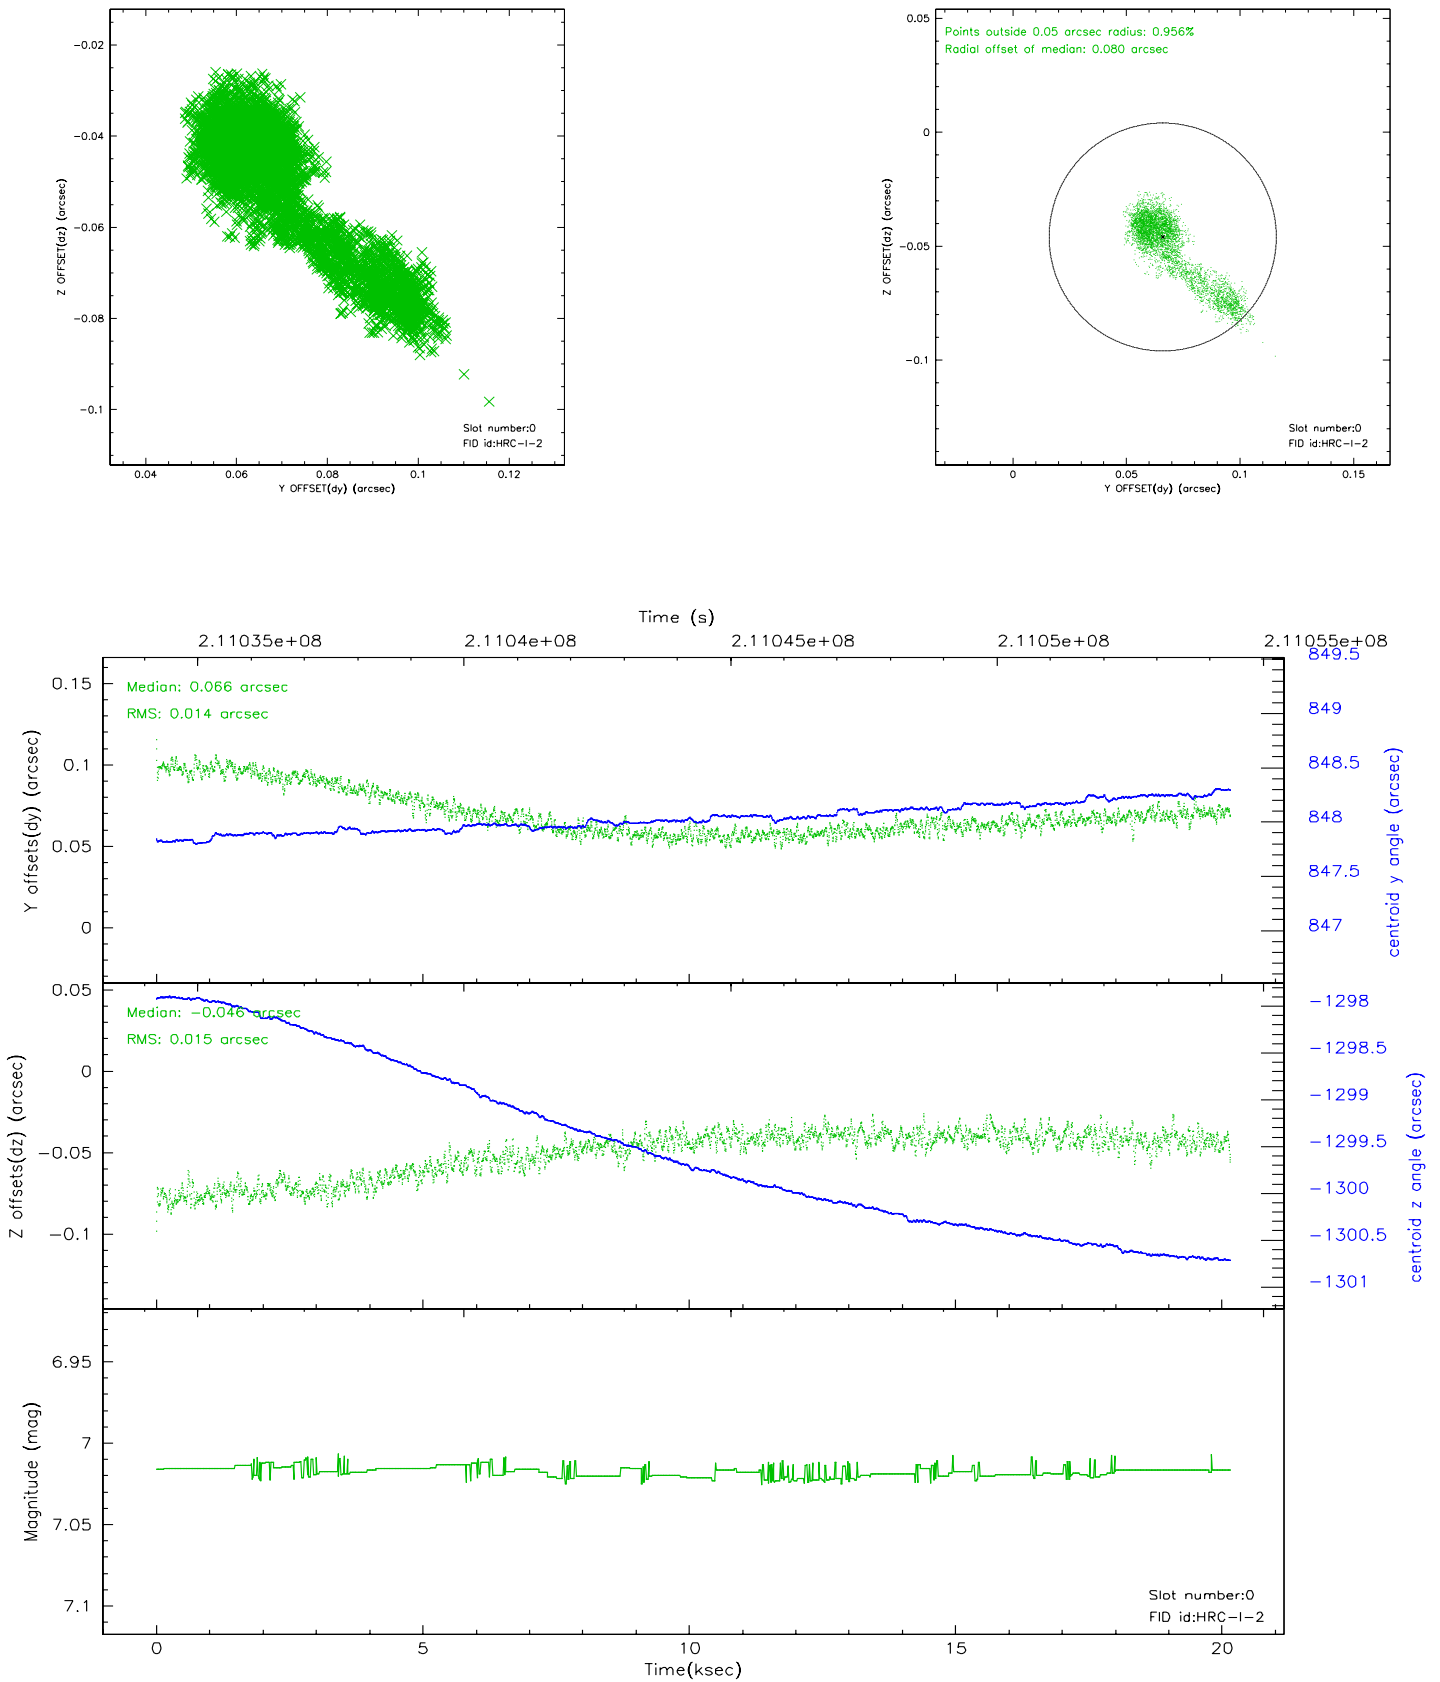 -0.02
-0.04
-0.06
-0.08
-0.1
Z OFFSET(dz) (arcsec)
0.04 0.06 0.08 0.1 0.12
Y OFFSET(dy) (arcsec)
Slot number:0
FID id:HRC-I-2
Points outside 0.05 arcsec radius: 0.956%
Radial offset of median: 0.080 arcsec
0.05
0
-0.05
-0.1
Z OFFSET(dz) (arcsec)
0 0.05 0.1 0.15
Y OFFSET(dy) (arcsec)
Slot number:0
FID id:HRC-I-2
Time (s)
2.11035e+08 2.1104e+08 2.11045e+08 2.1105e+08 2.11055e+08
Median: 0.066 arcsec
RMS: 0.014 arcsec
0.15
0.1
0.05
0
Y offsets(dy) (arcsec)
849.5
849
848.5
848
847.5
847
centroid y angle (arcsec)
Median: -0.046 arcsec
RMS: 0.015 arcsec
0.05
0
-0.05
-0.1
Z offsets(dz) (arcsec)
-1298
-1298.5
-1299
-1299.5
-1300
-1300.5
-1301
centroid z angle (arcsec)
6.95
7
7.05
7.1
Magnitude (mag)
Slot number:0
FID id:HRC-I-2
0 5 10 15 20
Time(ksec)